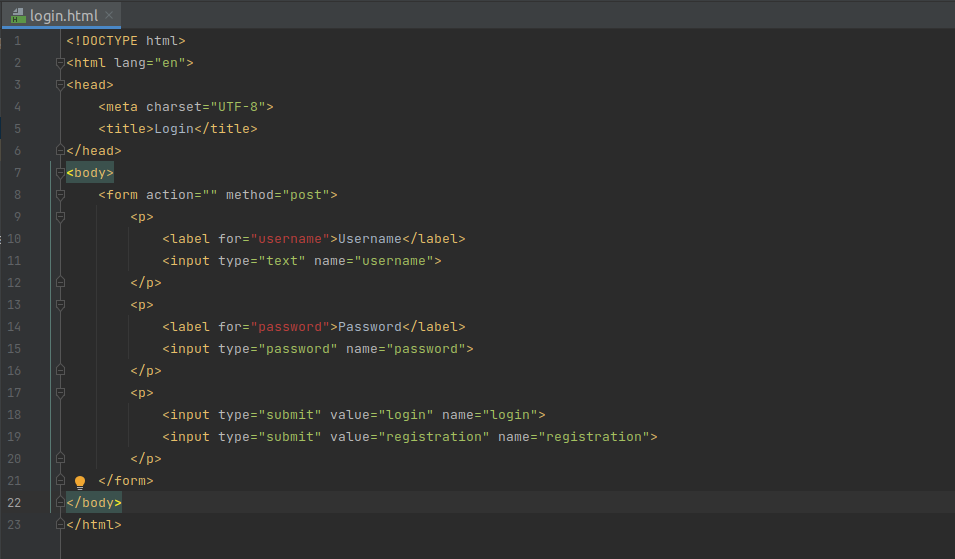 login.html
1 <!DOCTYPE html>
2 <html lang="en">
3 <head>
4     <meta charset="UTF-8">
5     <title>Login</title>
6 </head>
7 <body>
8     <form action="" method="post">
9         <p>
10             <label for="username">Username</label>
11             <input type="text" name="username">
12         </p>
13         <p>
14             <label for="password">Password</label>
15             <input type="password" name="password">
16         </p>
17         <p>
18             <input type="submit" value="login" name="login">
19             <input type="submit" value="registration" name="registration">
20         </p>
21     </form>
22 </body>
23 </html>